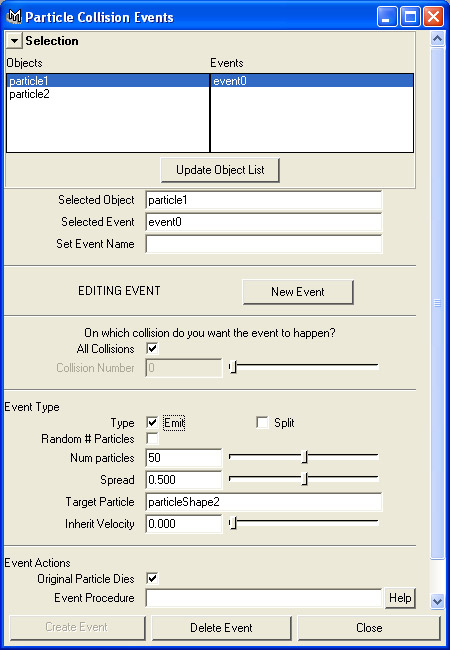 Particle Collision Events
Selection
Objects Events
particle1 event0
particle2
Update Object List
Selected Object particle1
Selected Event event0
Set Event Name
EDITING EVENT New Event
On which collision do you want the event to happen?
All Collisions
Collision Number 0
Event Type
Type Emit Split
Random # Particles
Num particles 50
Spread 0.500
Target Particle particleShape2
Inherit Velocity 0.000
Event Actions
Original Particle Dies
Event Procedure Help
Create Event Delete Event Close